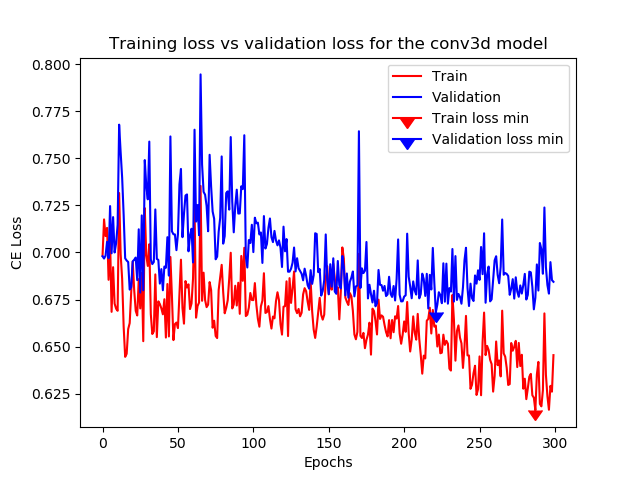 Training loss vs validation loss for the conv3d model
0.800
0.775
0.750
0.725
0.700
0.675
0.650
0.625
CE Loss
Train
Validation
Train loss min
Validation loss min
0 50 100 150 200 250 300
Epochs